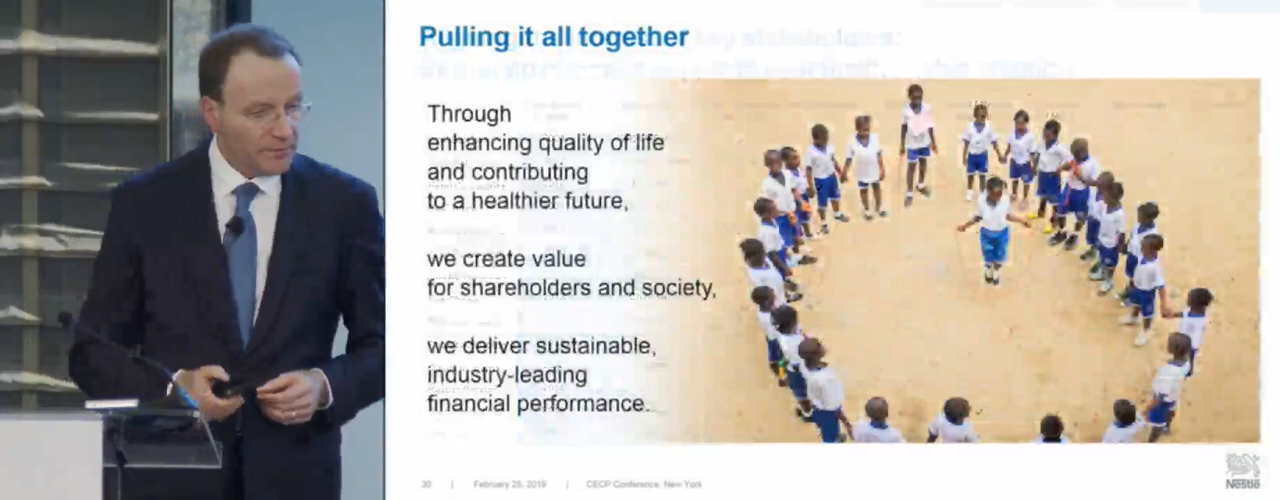 Pulling it all together
Through
enhancing quality of life
and contributing
to a healthier future,
we create value
for shareholders and society,
we deliver sustainable,
industry-leading
financial performance.
30 | February 25, 2019 | CECP Conference, New York
Nestlé